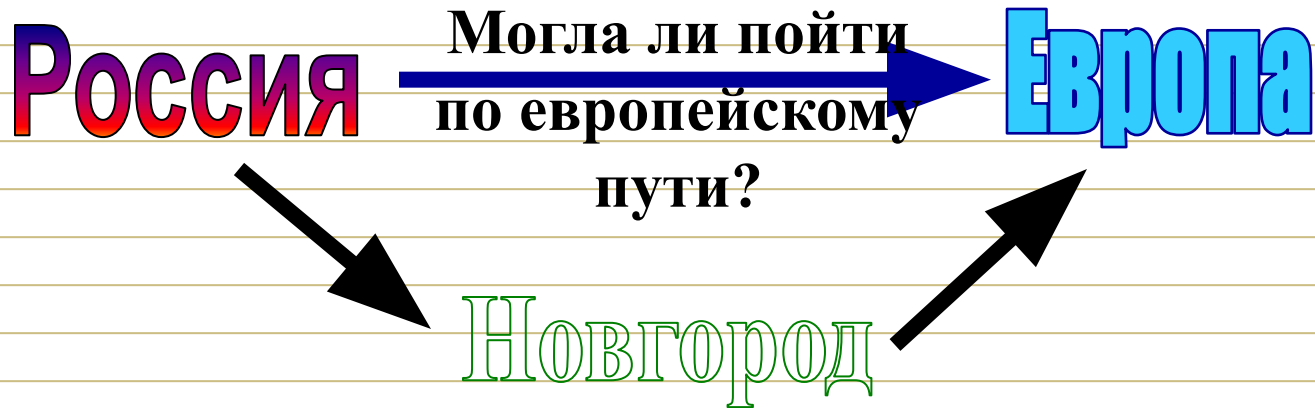 Россия
Могла ли пойти
по европейскому
пути?
Европа
Новгород